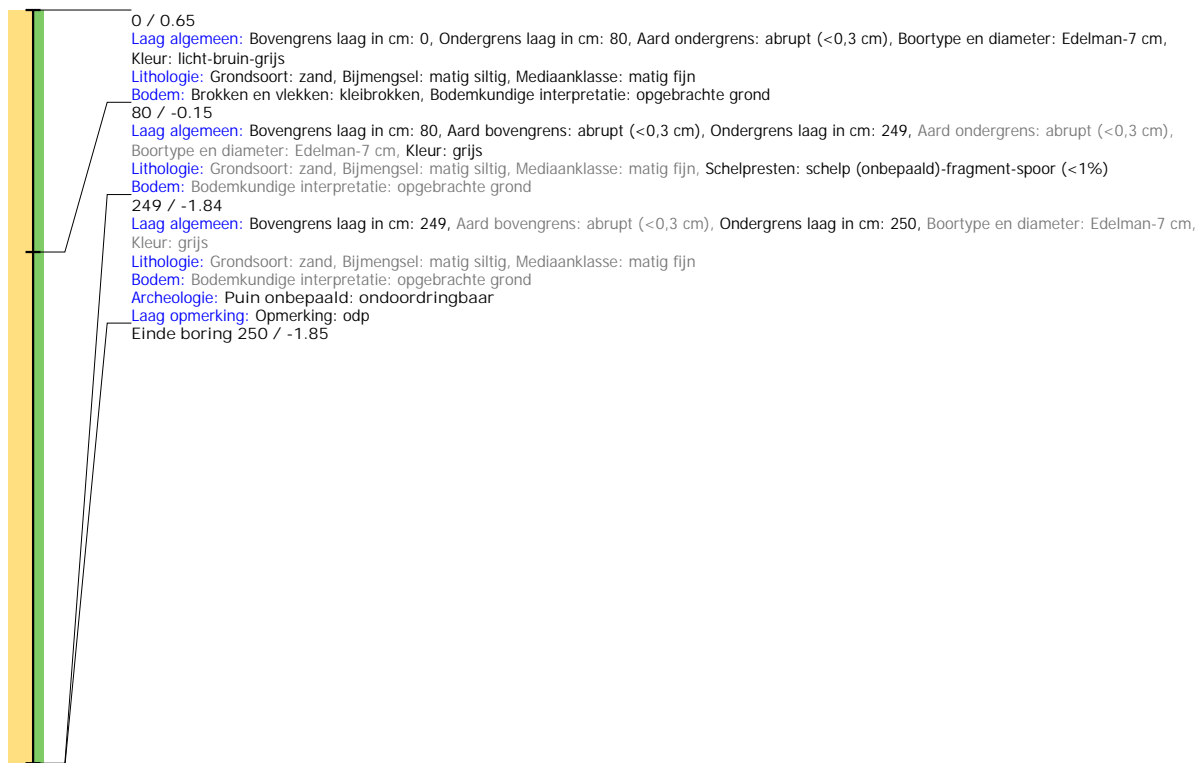 0 / 0.65
Laag algemeen: Bovengrens laag in cm: 0, Ondergrens laag in cm: 80, Aard ondergrens: abrupt (<0,3 cm), Boortype en diameter: Edelman-7 cm,
Kleur: licht-bruin-grijs
Lithologie: Grondsoort: zand, Bijmengsel: matig siltig, Mediaanklasse: matig fijn
Bodem: Brokken en vlekken: kleibrokken, Bodemkundige interpretatie: opgebrachte grond
80 / -0.15
Laag algemeen: Bovengrens laag in cm: 80, Aard bovengrens: abrupt (<0,3 cm), Ondergrens laag in cm: 249, Aard ondergrens: abrupt (<0,3 cm),
Boortype en diameter: Edelman-7 cm, Kleur: grijs
Lithologie: Grondsoort: zand, Bijmengsel: matig siltig, Mediaanklasse: matig fijn, Schelpresten: schelp (onbepaald)-fragment-spoor (<1%)
Bodem: Bodemkundige interpretatie: opgebrachte grond
249 / -1.84
Laag algemeen: Bovengrens laag in cm: 249, Aard bovengrens: abrupt (<0,3 cm), Ondergrens laag in cm: 250, Boortype en diameter: Edelman-7 cm,
Kleur: grijs
Lithologie: Grondsoort: zand, Bijmengsel: matig siltig, Mediaanklasse: matig fijn
Bodem: Bodemkundige interpretatie: opgebrachte grond
Archeologie: Puin onbepaald: ondoordringbaar
Laag opmerking: Opmerking: odp
Einde boring 250 / -1.85